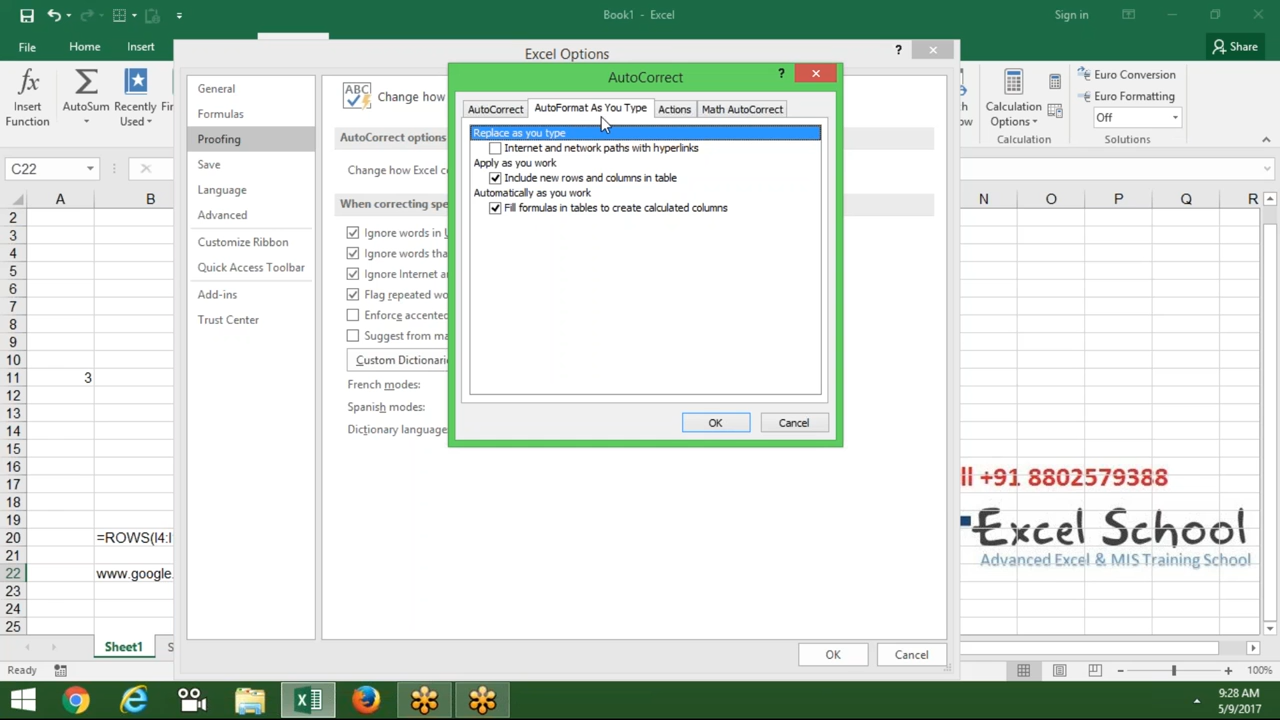 Book1 - Excel
Sign in
File
Home
Insert
Share
Excel Options
?
AutoCorrect
?
Insert
Function
AutoSum
Recently
Used
Calculation
Options
Calculation
Euro Conversion
Euro Formatting
Off
Solutions
C22
General
Formulas
Proofing
Save
Language
Advanced
Customize Ribbon
Quick Access Toolbar
Add-ins
Trust Center
Change how
AutoCorrect options
Change how Excel
When correcting
Ignore words in
Ignore words
Ignore Internet
Flag repeated
Enforce accented
Suggest from
Custom
French modes:
Spanish modes:
Dictionary language
AutoCorrect
AutoFormat As You Type
Actions
Math AutoCorrect
Replace as you type
Internet and network paths with hyperlinks
Apply as you work
Include new rows and columns in table
Automatically as you work
Fill formulas in tables to create calculated columns
OK
Cancel
OK
Cancel
A B N O P Q R
2
3
4
5
6
7
8
9
10
11 3
12
13
14
15
16
17
18
19
20 =ROWS(I4:I
21
22 www.google.
23
24
25
+91 8802579388
Excel School
Advanced Excel & MIS Training School
Sheet1
Ready
100%
9:28 AM
5/9/2017